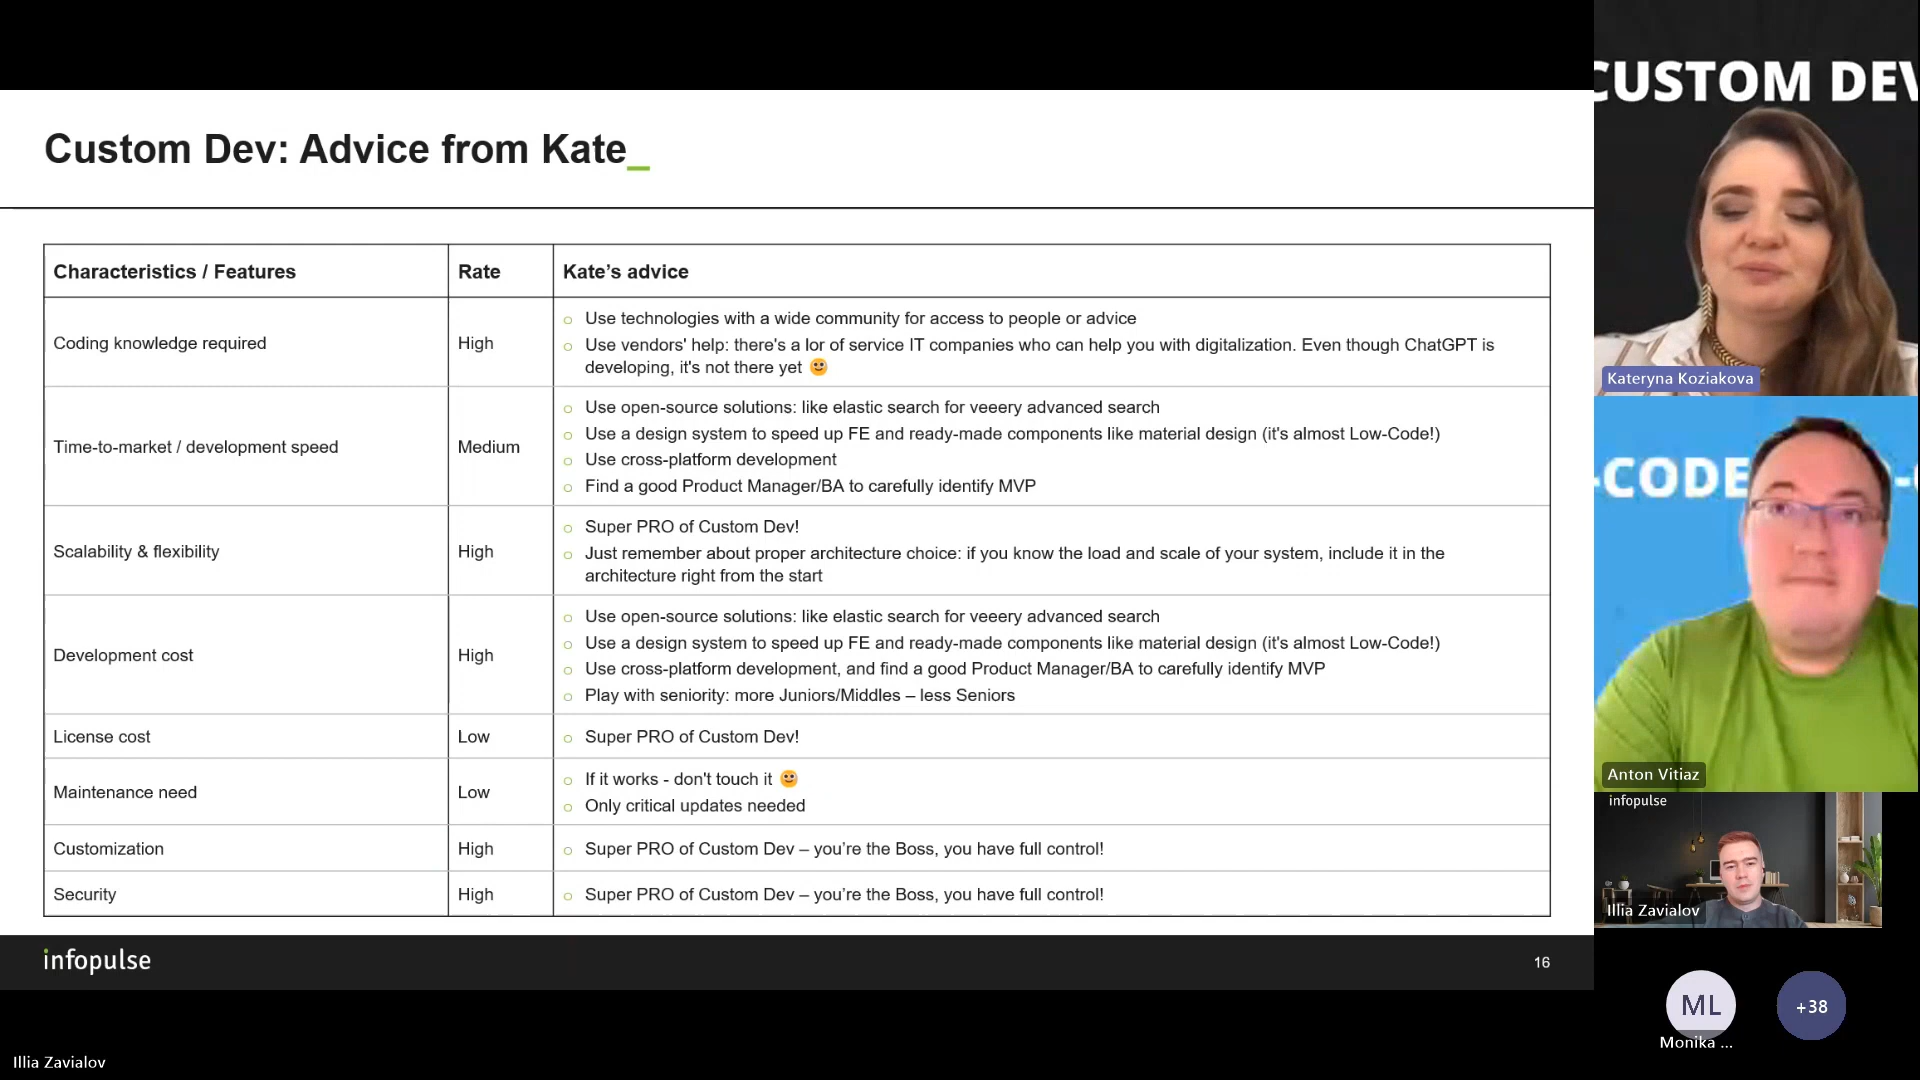 Custom Dev: Advice from Kate_
Characteristics / Features
Rate
Kate's advice
Coding knowledge required
High
Use technologies with a wide community for access to people or advice
Use vendors' help: there's a lor of service IT companies who can help you with digitalization. Even though ChatGPT is
developing, it's not there yet 🙂
Time-to-market / development speed
Medium
Use open-source solutions: like elastic search for veeery advanced search
Use a design system to speed up FE and ready-made components like material design (it's almost Low-Code!)
Use cross-platform development
Find a good Product Manager/BA to carefully identify MVP
Scalability & flexibility
High
Super PRO of Custom Dev!
Just remember about proper architecture choice: if you know the load and scale of your system, include it in the
architecture right from the start
Development cost
High
Use open-source solutions: like elastic search for veeery advanced search
Use a design system to speed up FE and ready-made components like material design (it's almost Low-Code!)
Use cross-platform development, and find a good Product Manager/BA to carefully identify MVP
Play with seniority: more Juniors/Middles – less Seniors
License cost
Low
Super PRO of Custom Dev!
Maintenance need
Low
If it works - don't touch it 🙂
Only critical updates needed
Customization
High
Super PRO of Custom Dev – you're the Boss, you have full control!
Security
High
Super PRO of Custom Dev – you're the Boss, you have full control!
infopulse
16
CUSTOM DEV
Kateryna Koziakova
-CODE
Anton Vitiaz
infopulse
Illia Zavialov
ML
+38
Monika ...
Illia Zavialov